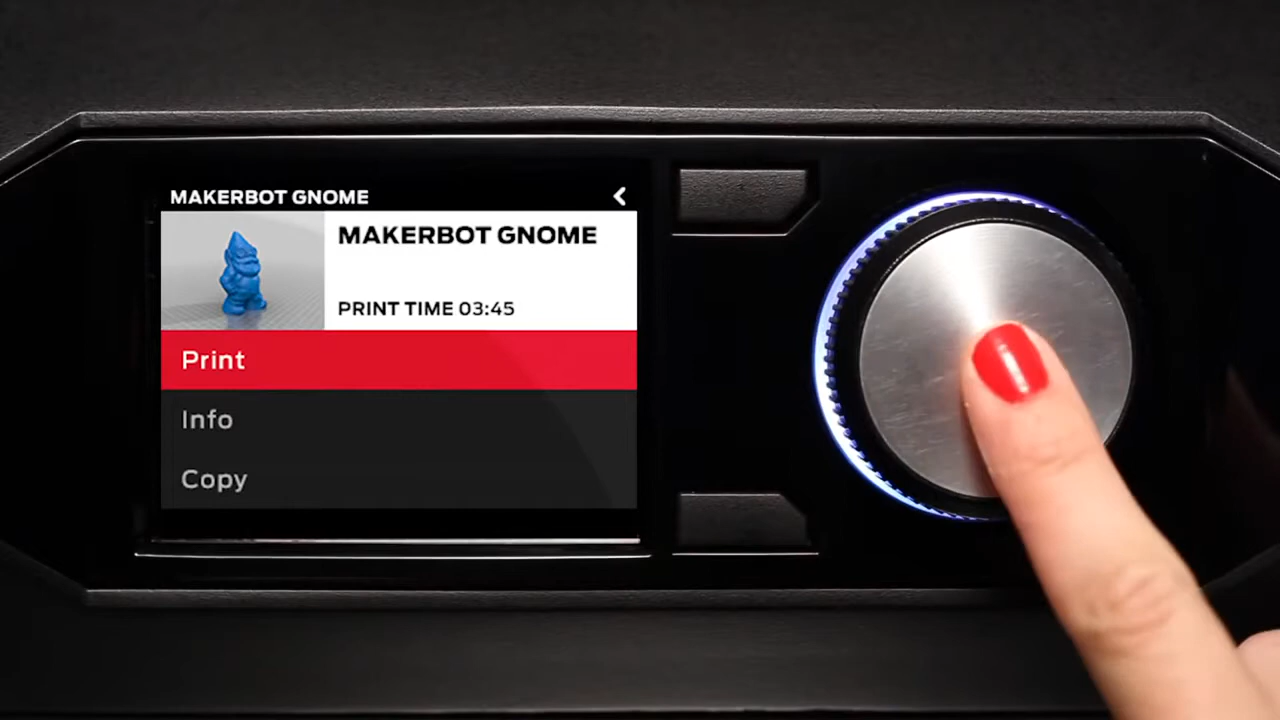 MAKERBOT GNOME
MAKERBOT GNOME
PRINT TIME 03:45
Print
Info
Copy